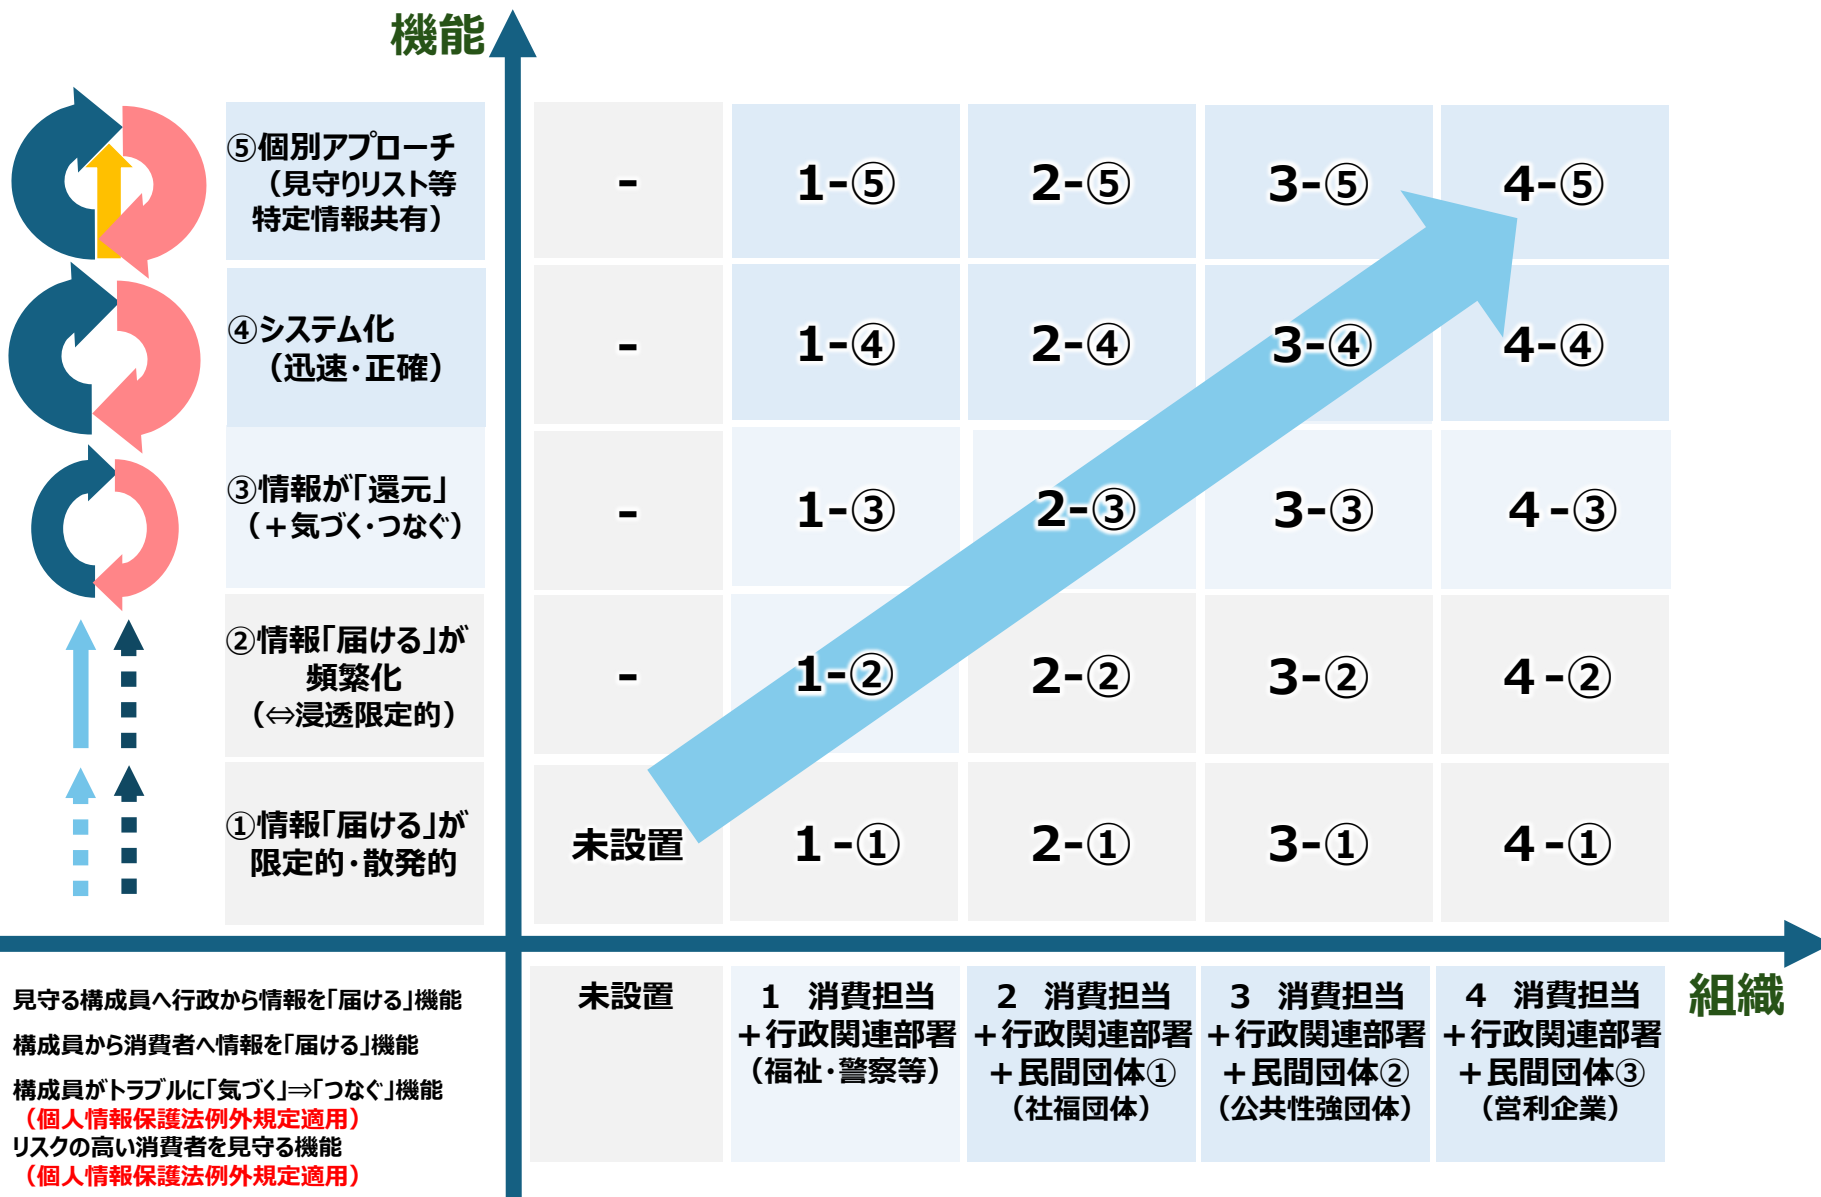 機能
⑤個別アプローチ
（見守りリスト等
特定情報共有）
-
1-⑤
2-⑤
3-⑤
4-⑤
④システム化
（迅速・正確）
-
1-④
2-④
3-④
4-④
③情報が「還元」
（＋気づく・つなぐ）
-
1-③
2-③
3-③
4-③
②情報「届ける」が
頻繁化
（⇔浸透限定的）
-
1-②
2-②
3-②
4-②
①情報「届ける」が
限定的・散発的
未設置
1-①
2-①
3-①
4-①
組織
未設置
1　消費担当
＋行政関連部署
（福祉・警察等）
2　消費担当
＋行政関連部署
＋民間団体①
（社福団体）
3　消費担当
＋行政関連部署
＋民間団体②
（公共性強団体）
4　消費担当
＋行政関連部署
＋民間団体③
（営利企業）
見守る構成員へ行政から情報を「届ける」機能
構成員から消費者へ情報を「届ける」機能
構成員がトラブルに「気づく」⇒「つなぐ」機能
（個人情報保護法例外規定適用）
リスクの高い消費者を見守る機能
（個人情報保護法例外規定適用）